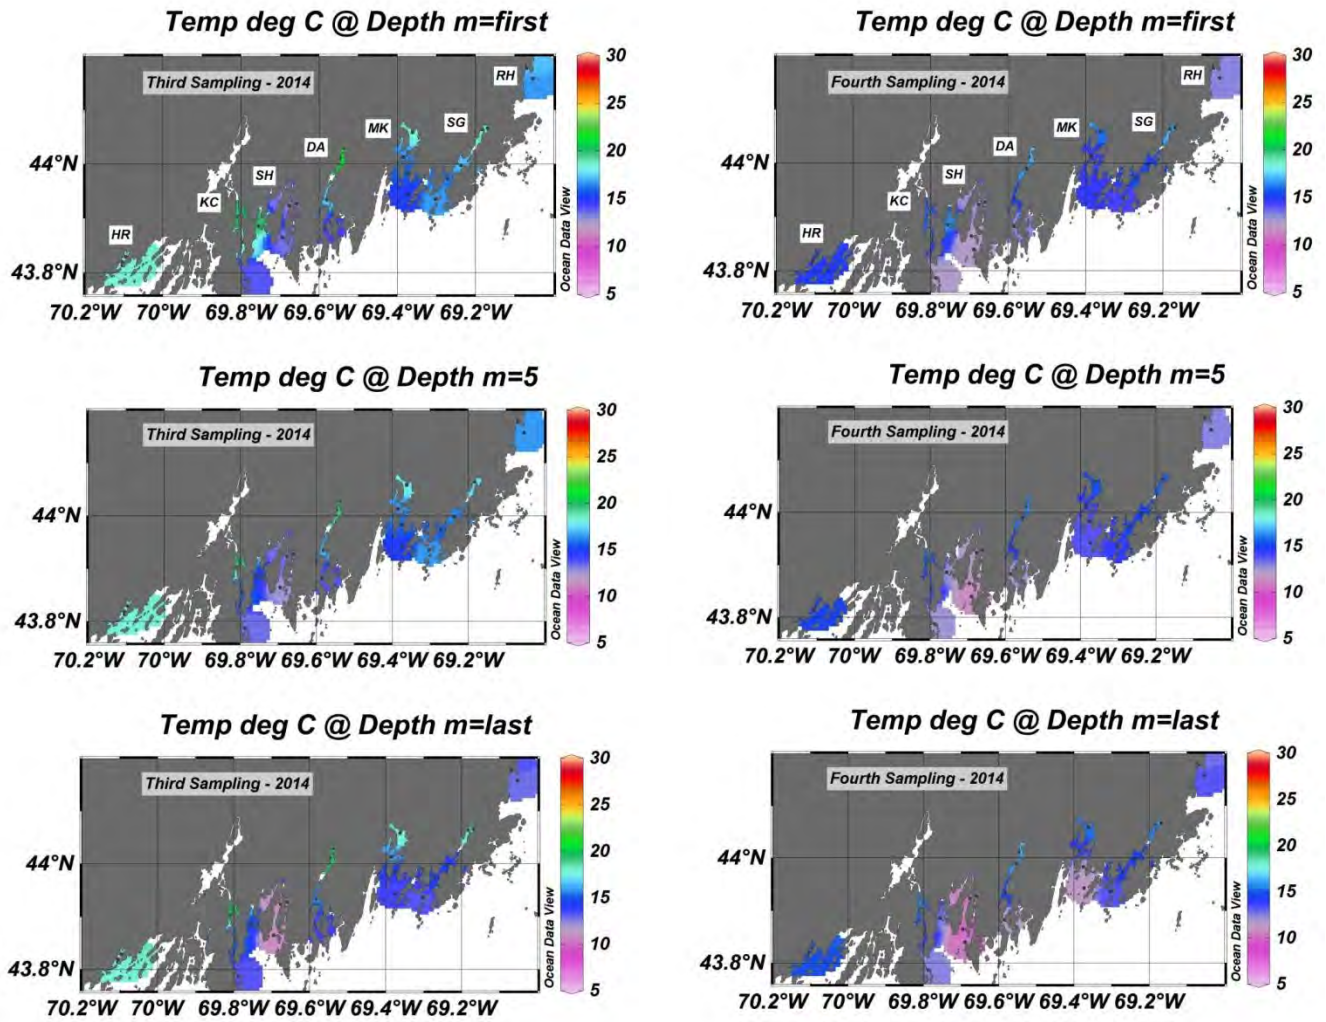 Temp deg C @ Depth m=first
Third Sampling - 2014
RH
MK
SG
DA
SH
KC
HR
44°N
43.8°N
70.2°W 70°W 69.8°W 69.6°W 69.4°W 69.2°W
Ocean Data View
30
25
20
15
10
5
Temp deg C @ Depth m=first
Fourth Sampling - 2014
RH
MK
SG
DA
SH
KC
HR
44°N
43.8°N
70.2°W 70°W 69.8°W 69.6°W 69.4°W 69.2°W
Ocean Data View
30
25
20
15
10
5
Temp deg C @ Depth m=5
Third Sampling - 2014
44°N
43.8°N
70.2°W 70°W 69.8°W 69.6°W 69.4°W 69.2°W
Ocean Data View
30
25
20
15
10
5
Temp deg C @ Depth m=5
Fourth Sampling - 2014
44°N
43.8°N
70.2°W 70°W 69.8°W 69.6°W 69.4°W 69.2°W
Ocean Data View
30
25
20
15
10
5
Temp deg C @ Depth m=last
Third Sampling - 2014
44°N
43.8°N
70.2°W 70°W 69.8°W 69.6°W 69.4°W 69.2°W
Ocean Data View
30
25
20
15
10
5
Temp deg C @ Depth m=last
Fourth Sampling - 2014
44°N
43.8°N
70.2°W 70°W 69.8°W 69.6°W 69.4°W 69.2°W
Ocean Data View
30
25
20
15
10
5